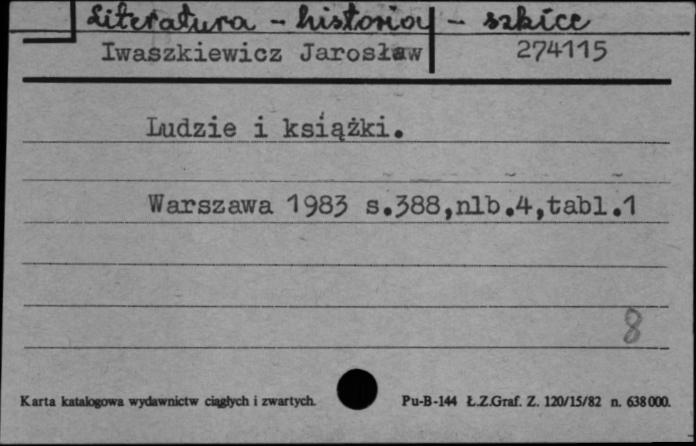 Literatura - historia - szkice
Iwaszkiewicz Jarosław 274115
Ludzie i książki.
Warszawa 1983 s.388,nlb.4,tabl.1
8
Karta katalogowa wydawnictw ciągłych i zwartych. Pu-B-144 Ł.Z.Graf. Z. 120/15/82 n. 638000.